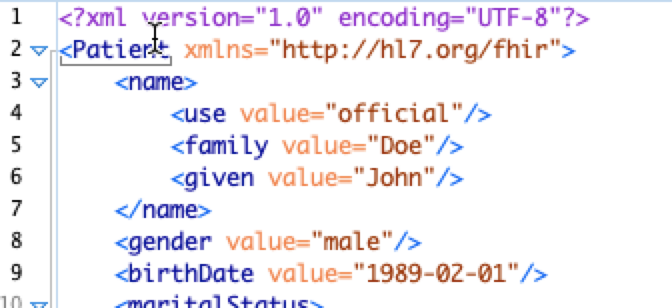 1 <?xml version="1.0" encoding="UTF-8"?>
2 <Patient xmlns="http://hl7.org/fhir">
3 <name>
4 <use value="official"/>
5 <family value="Doe"/>
6 <given value="John"/>
7 </name>
8 <gender value="male"/>
9 <birthDate value="1989-02-01"/>
10 <maritalStatus>